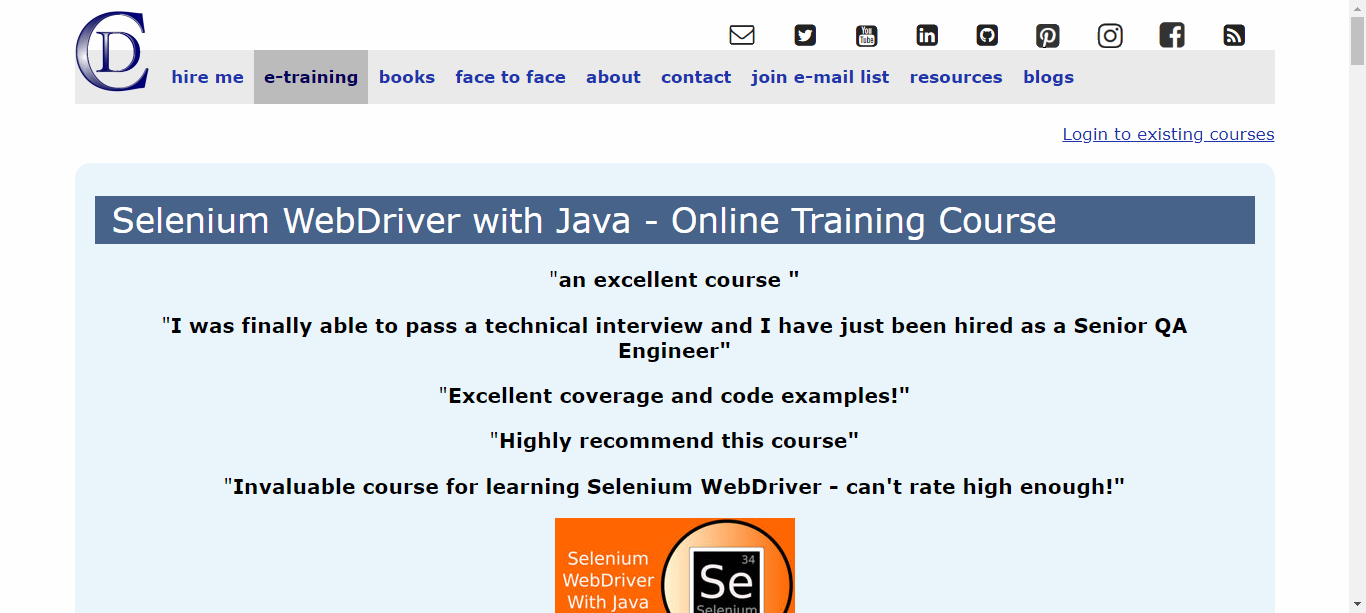 CD
You Tube in
hire me e-training books face to face about contact join e-mail list resources blogs
Login to existing courses
Selenium WebDriver with Java - Online Training Course
"an excellent course "
"I was finally able to pass a technical interview and I have just been hired as a Senior QA
Engineer"
"Excellent coverage and code examples!"
"Highly recommend this course"
"Invaluable course for learning Selenium WebDriver - can't rate high enough!"
34
Selenium
WebDriver
With Java
Se
Selenium